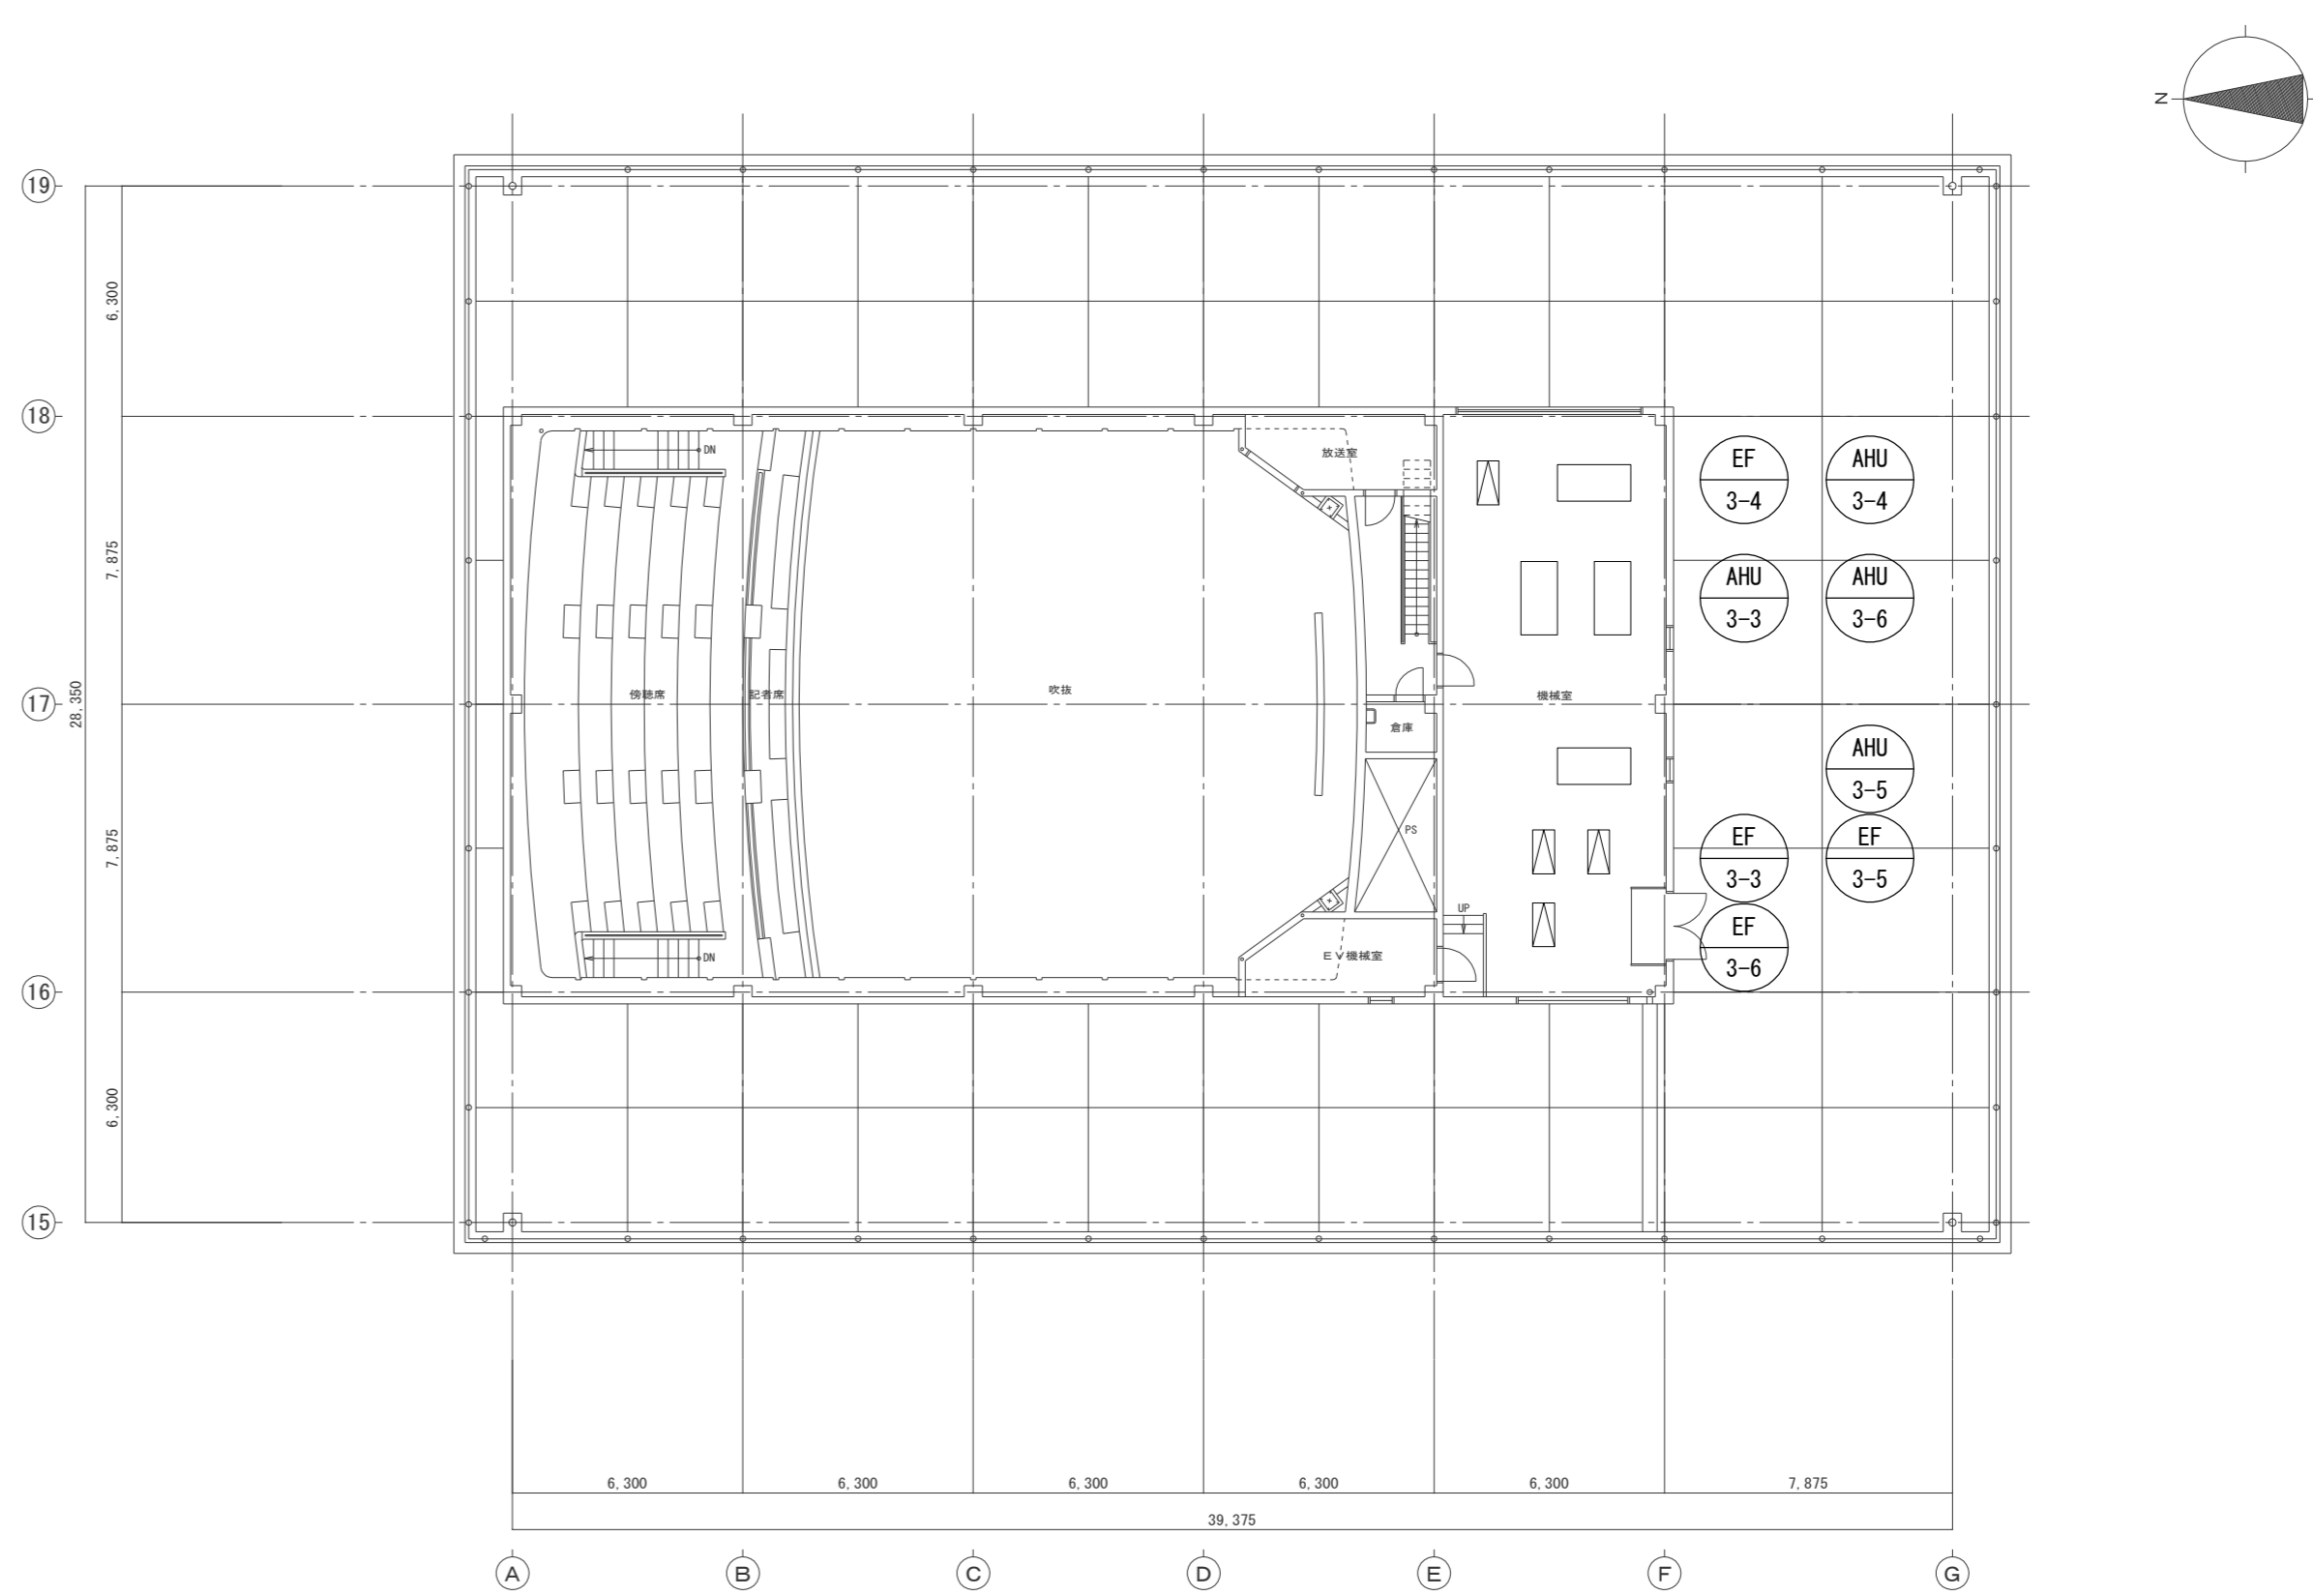 N
19
6,300
18
放送室
DN
EF
3-4
AHU
3-4
7,875
AHU
3-3
AHU
3-6
28,350
17
傍聴席
記者席
吹抜
機械室
倉庫
AHU
3-5
7,875
PS
EF
3-3
EF
3-5
UP
EF
3-6
DN
EV機械室
16
6,300
15
6,300
6,300
6,300
6,300
6,300
7,875
39,375
A
B
C
D
E
F
G